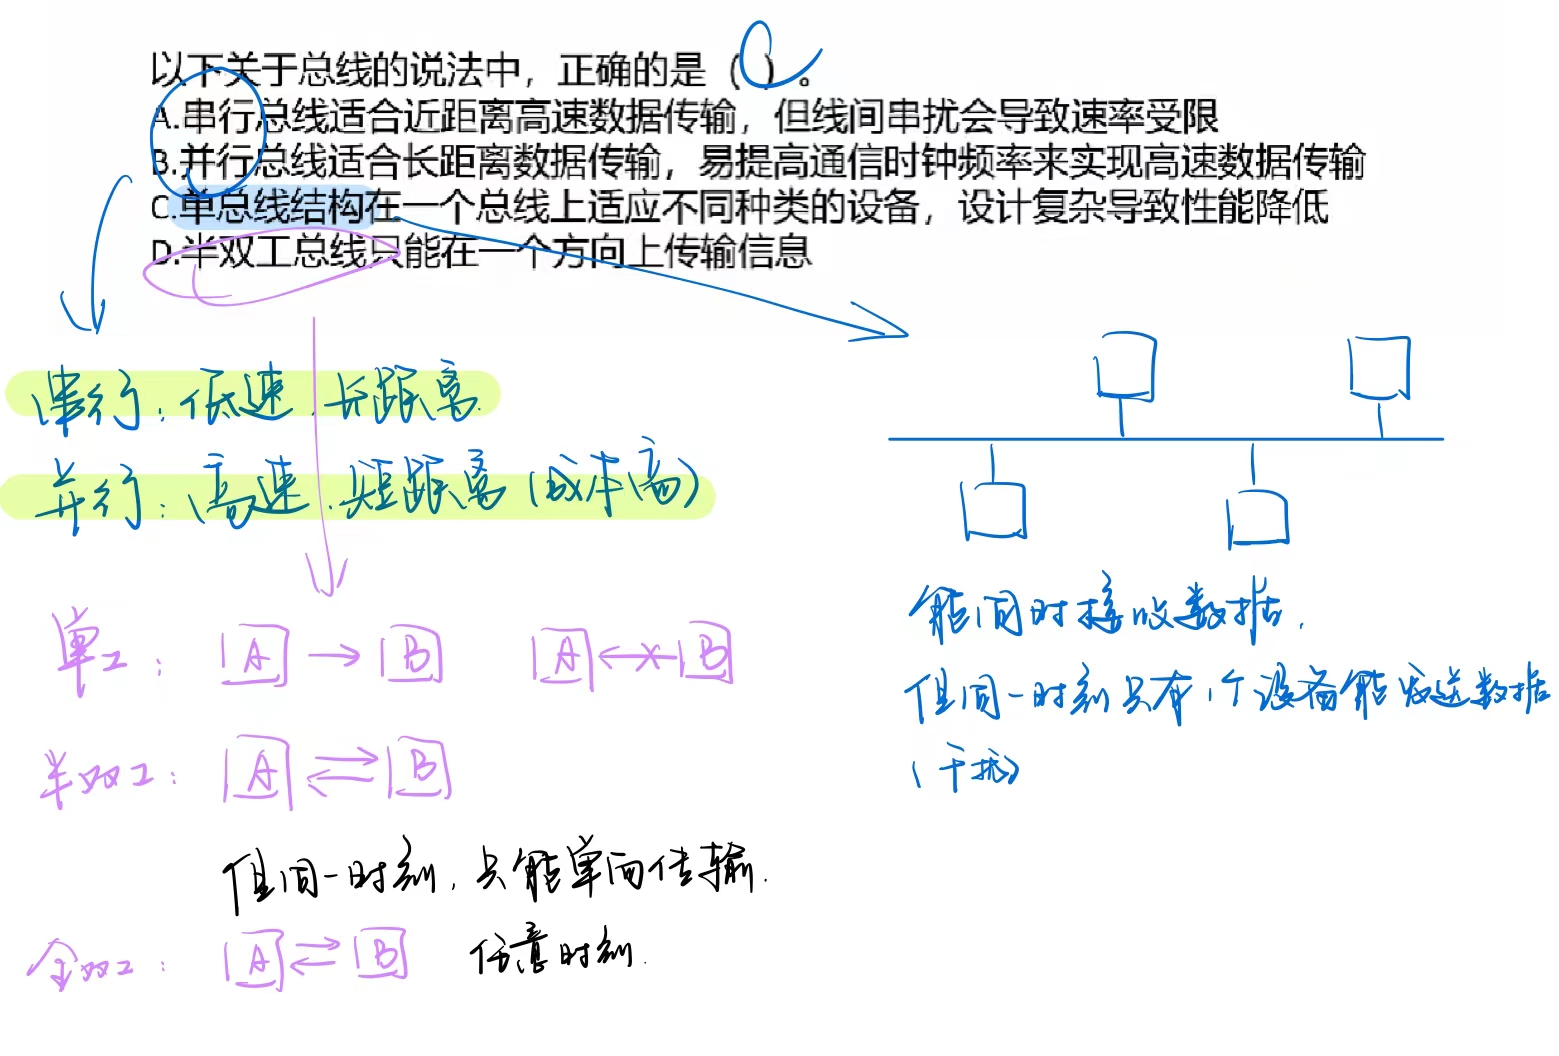 以下关于总线的说法中，正确的是（C）。
A.串行总线适合近距离高速数据传输，但线间串扰会导致速率受限
B.并行总线适合长距离数据传输，易提高通信时钟频率来实现高速数据传输
C.单总线结构在一个总线上适应不同种类的设备，设计复杂导致性能降低
D.半双工总线只能在一个方向上传输信息
串行：低速、长距离
并行：高速、短距离（成本高）
单工：A → B A ←×→ B
半双工：A ⇄ B
但同一时刻，只能单向传输.
全双工：A ⇄ B 任意时刻.
能同时接收数据，
但同一时刻只有1个设备能发送数据
（干扰）